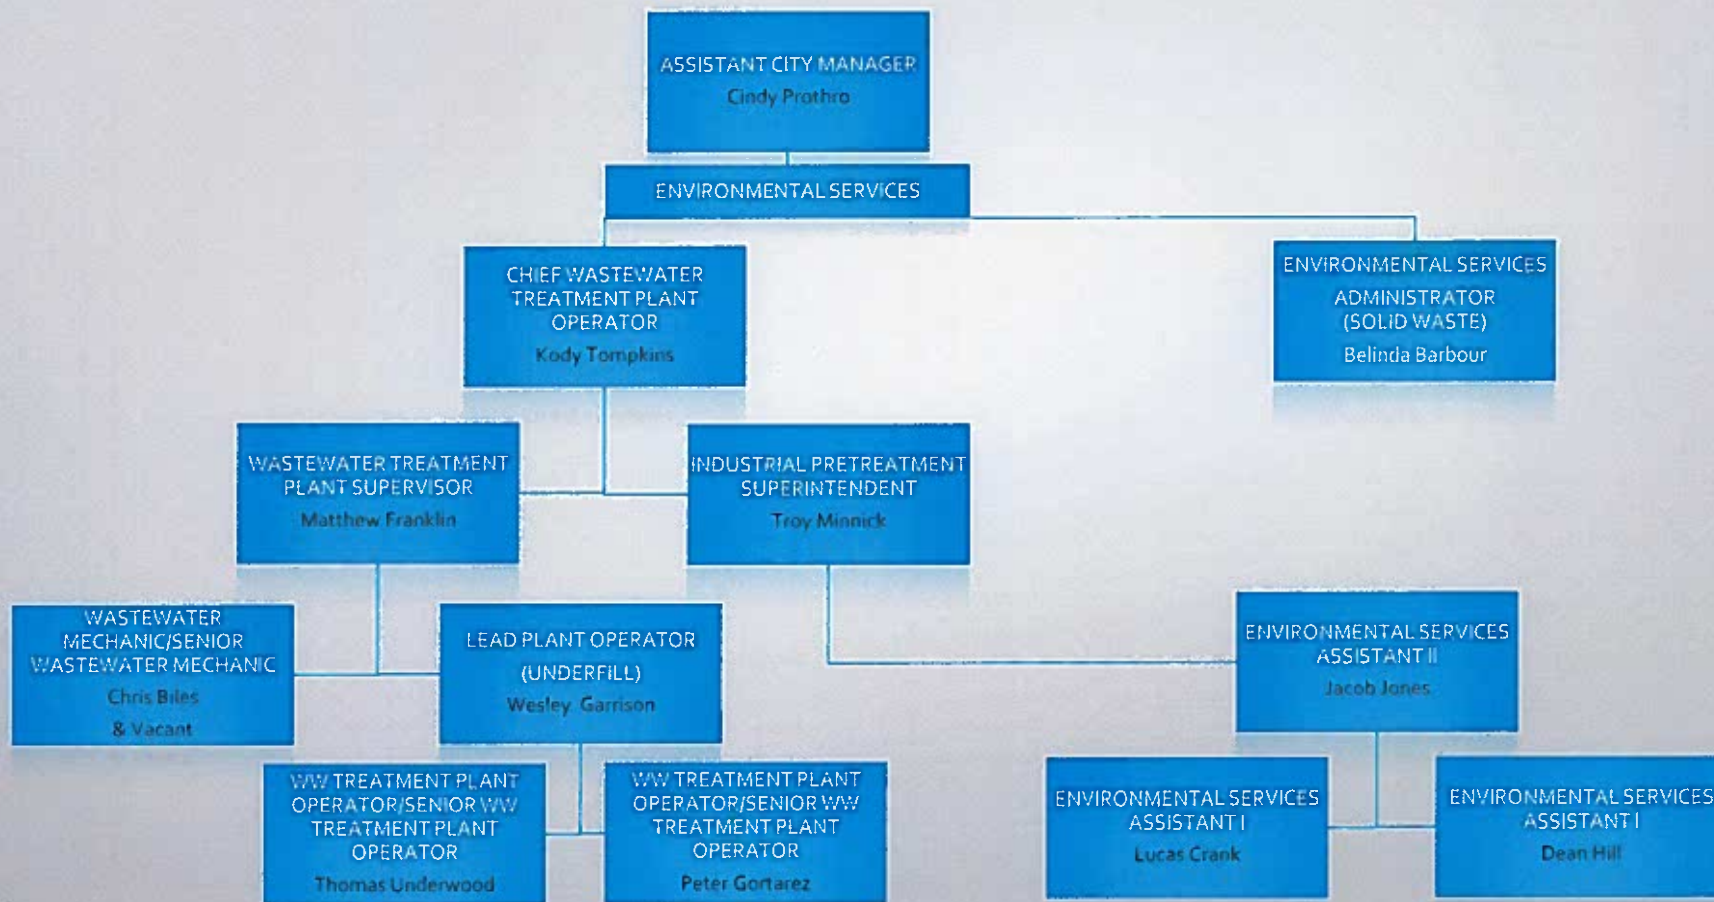 ASSISTANT CITY MANAGER
Cindy Prothro
ENVIRONMENTAL SERVICES
CHIEF WASTEWATER
TREATMENT PLANT
OPERATOR
Kody Tompkins
ENVIRONMENTAL SERVICES
ADMINISTRATOR
(SOLID WASTE)
Belinda Barbour
WASTEWATER TREATMENT
PLANT SUPERVISOR
Matthew Franklin
INDUSTRIAL PRETREATMENT
SUPERINTENDENT
Troy Minnick
WASTEWATER
MECHANIC/SENIOR
WASTEWATER MECHANIC
Chris Biles
& Vacant
LEAD PLANT OPERATOR
(UNDERFILL)
Wesley Garrison
ENVIRONMENTAL SERVICES
ASSISTANT II
Jacob Jones
WW TREATMENT PLANT
OPERATOR/SENIOR WW
TREATMENT PLANT
OPERATOR
Thomas Underwood
WW TREATMENT PLANT
OPERATOR/SENIOR WW
TREATMENT PLANT
OPERATOR
Peter Gortarez
ENVIRONMENTAL SERVICES
ASSISTANT I
Lucas Crank
ENVIRONMENTAL SERVICES
ASSISTANT I
Dean Hill